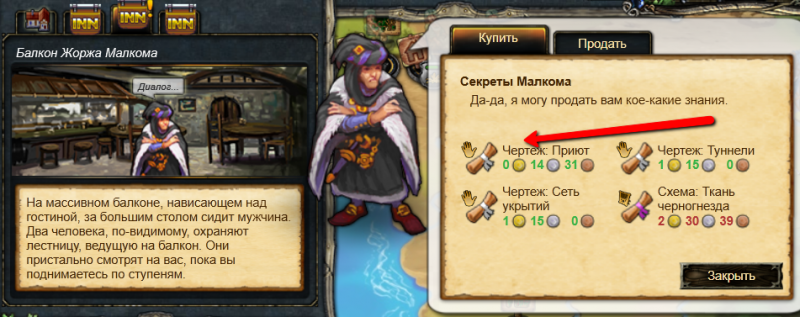 INN
INN
INN
Балкон Жоржа Малкома
Диалог...
На массивном балконе, нависающем над
гостиной, за большим столом сидит мужчина.
Два человека, по-видимому, охраняют
лестницу, ведущую на балкон. Они
пристально смотрят на вас, пока вы
поднимаетесь по ступеням.
Купить
Продать
Секреты Малкома
Да-да, я могу продать вам кое-какие знания.
Чертеж: Приют
0 14 31
Чертеж: Туннели
1 15 0
Чертеж: Сеть
укрытий
1 15 0
Схема: Ткань
черногнезда
2 30 39
Закрыть